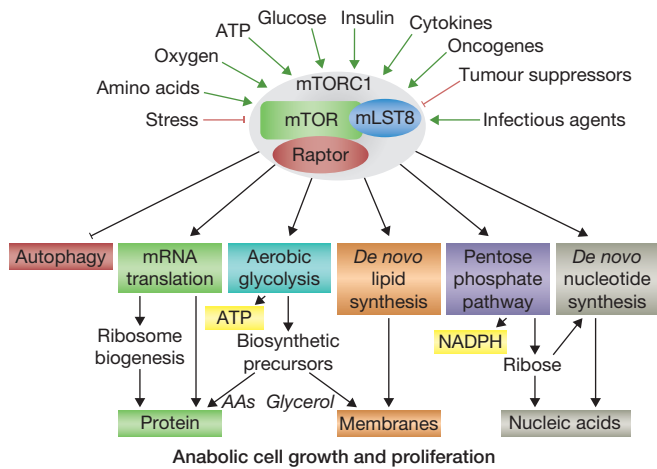 Glucose
Insulin
Cytokines
ATP
Oncogenes
Oxygen
Tumour suppressors
mTORC1
Amino acids
Stress
mTOR
mLST8
Infectious agents
Raptor
Autophagy
mRNA
translation
Aerobic
glycolysis
De novo
lipid
synthesis
Pentose
phosphate
pathway
De novo
nucleotide
synthesis
ATP
Ribosome
biogenesis
Biosynthetic
precursors
NADPH
Ribose
AAs
Glycerol
Protein
Membranes
Nucleic acids
Anabolic cell growth and proliferation